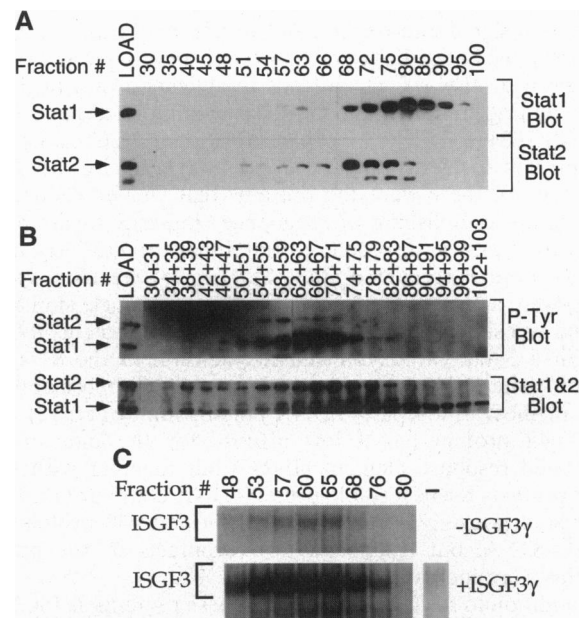 A
Fraction # LOAD 30 35 40 45 48 51 54 57 63 66 68 72 75 80 85 90 95 100
Stat1
Stat1 Blot
Stat2
Stat2 Blot
B
Fraction # LOAD 30+31 34+35 38+39 42+43 46+47 50+51 54+55 58+59 62+63 66+67 70+71 74+75 78+79 82+83 86+87 90+91 94+95 98+99 102+103
Stat2
Stat1
P-Tyr Blot
Stat2
Stat1
Stat1&2 Blot
C
Fraction # 48 53 57 60 65 68 76 80 –
ISGF3
-ISGF3γ
ISGF3
+ISGF3γ